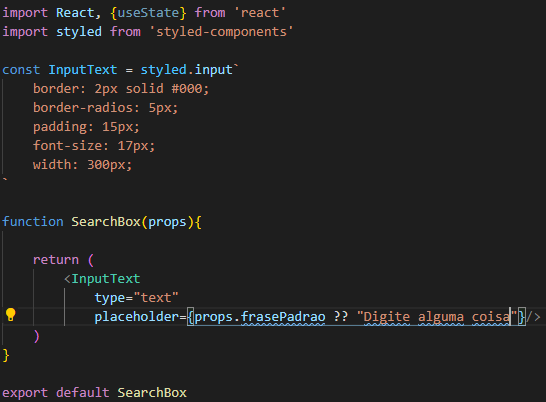 import React, {useState} from 'react'
import styled from 'styled-components'
const InputText = styled.input`
border: 2px solid #000;
border-radios: 5px;
padding: 15px;
font-size: 17px;
width: 300px;
`
function SearchBox(props){
return (
<InputText
type="text"
placeholder={props.frasePadrao ?? "Digite alguma coisa"}/>
)
}
export default SearchBox